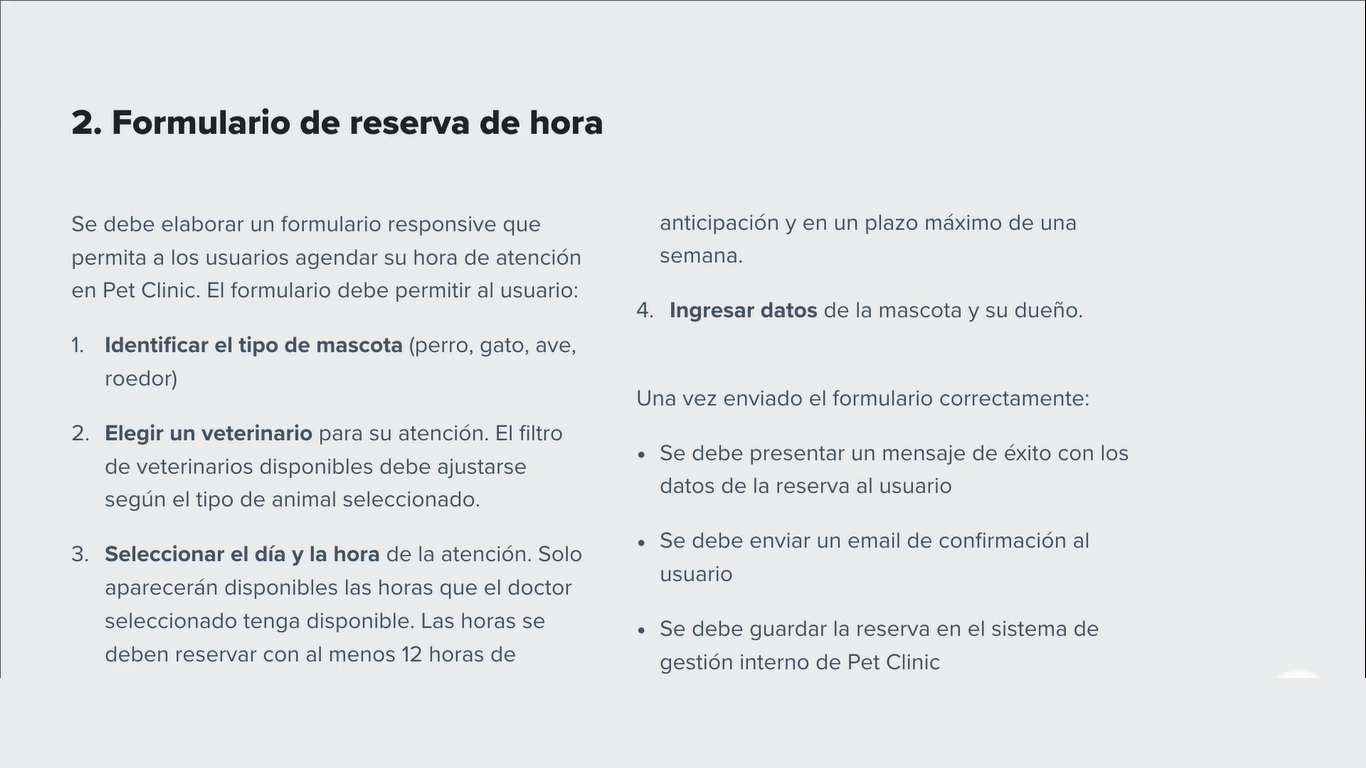 2. Formulario de reserva de hora
Se debe elaborar un formulario responsive que
permita a los usuarios agendar su hora de atención
en Pet Clinic. El formulario debe permitir al usuario:
1. Identificar el tipo de mascota (perro, gato, ave,
roedor)
2. Elegir un veterinario para su atención. El filtro
de veterinarios disponibles debe ajustarse
según el tipo de animal seleccionado.
3. Seleccionar el día y la hora de la atención. Solo
aparecerán disponibles las horas que el doctor
seleccionado tenga disponible. Las horas se
deben reservar con al menos 12 horas de
anticipación y en un plazo máximo de una
semana.
4. Ingresar datos de la mascota y su dueño.
Una vez enviado el formulario correctamente:
• Se debe presentar un mensaje de éxito con los
datos de la reserva al usuario
• Se debe enviar un email de confirmación al
usuario
• Se debe guardar la reserva en el sistema de
gestión interno de Pet Clinic